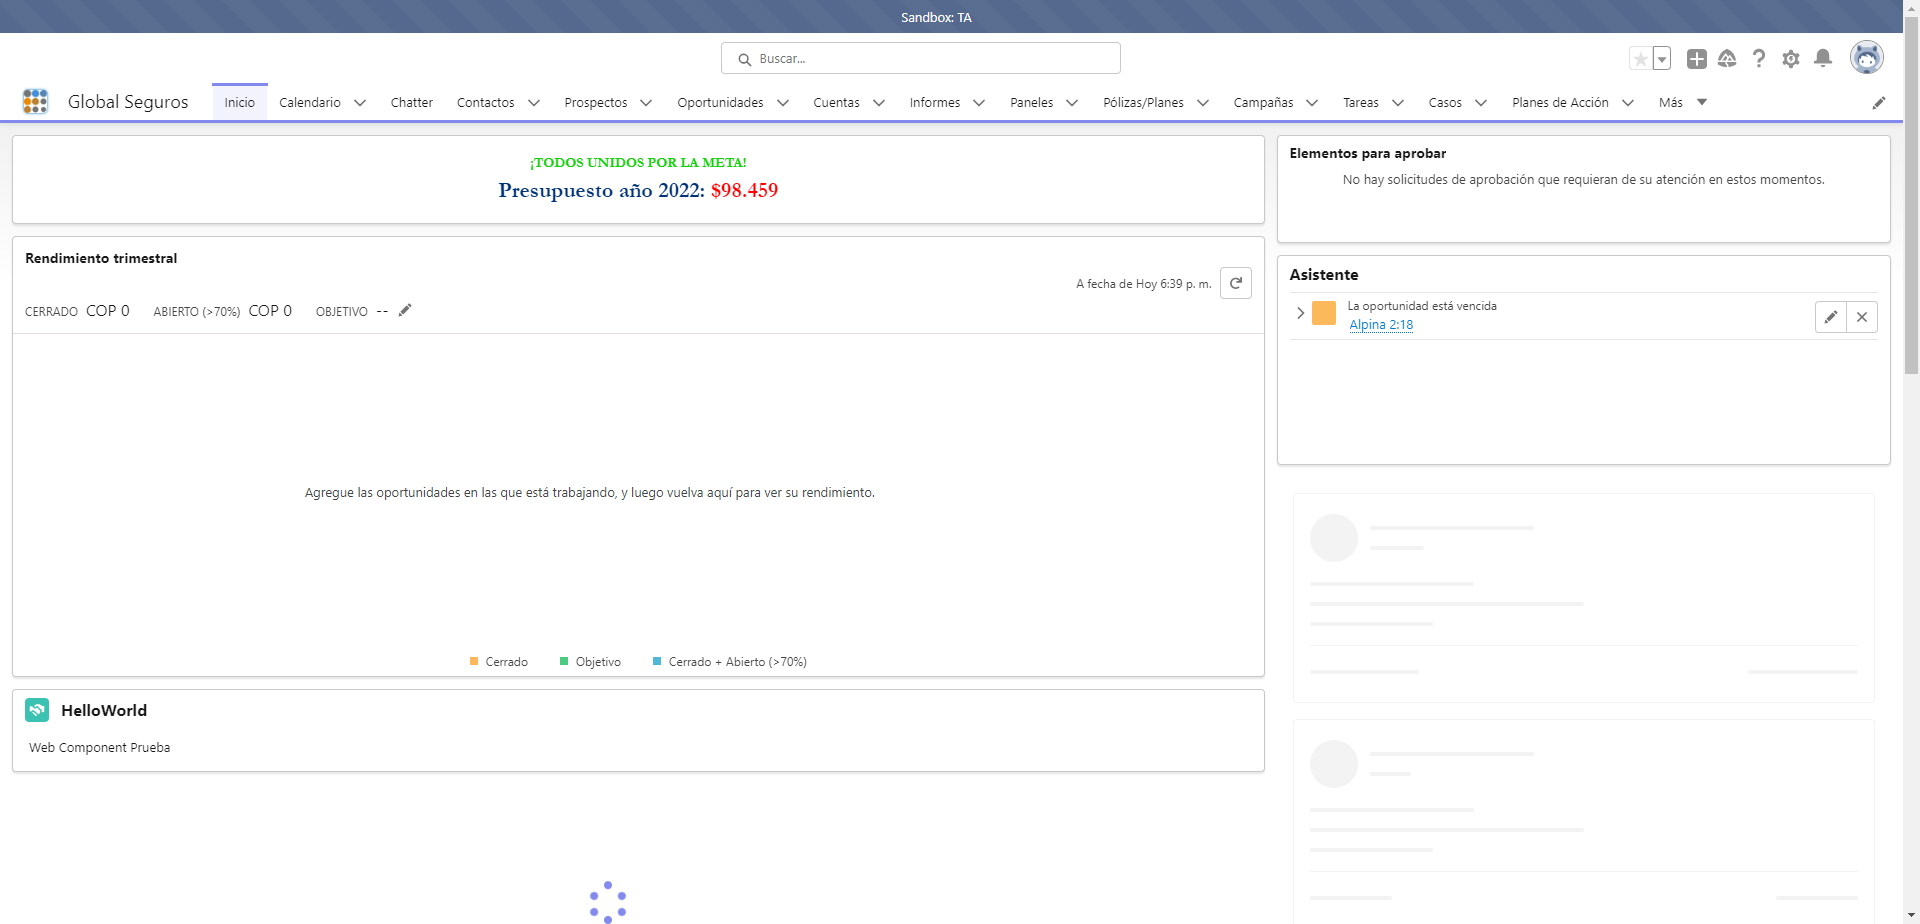 Sandbox: TA
Buscar...
Global Seguros
Inicio
Calendario
Chatter
Contactos
Prospectos
Oportunidades
Cuentas
Informes
Paneles
Pólizas/Planes
Campañas
Tareas
Casos
Planes de Acción
Más
¡TODOS UNIDOS POR LA META!
Presupuesto año 2022: $98.459
Rendimiento trimestral
A fecha de Hoy 6:39 p. m.
CERRADO COP 0 ABIERTO (>70%) COP 0 OBJETIVO --
Agregue las oportunidades en las que está trabajando, y luego vuelva aquí para ver su rendimiento.
Cerrado
Objetivo
Cerrado + Abierto (>70%)
HelloWorld
Web Component Prueba
Elementos para aprobar
No hay solicitudes de aprobación que requieran de su atención en estos momentos.
Asistente
La oportunidad está vencida
Alpina 2:18